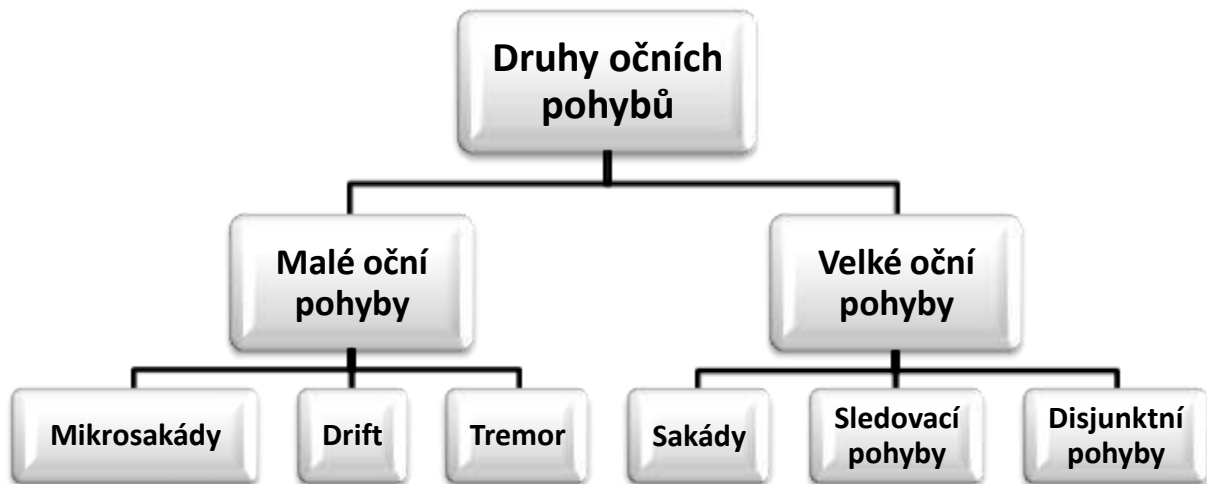 Druhy očních
pohybů
Malé oční
pohyby
Velké oční
pohyby
Mikrosakády
Drift
Tremor
Sakády
Sledovací
pohyby
Disjunktní
pohyby